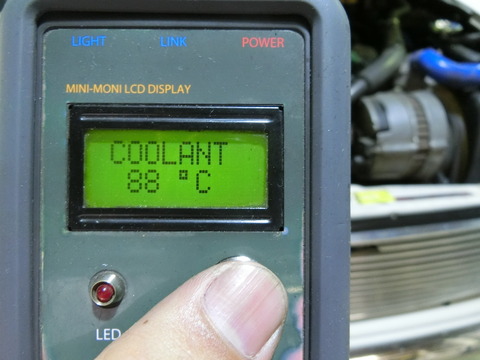 LIGHT LINK POWER
MINI-MONI LCD DISPLAY
COOLANT
88 °C
LED